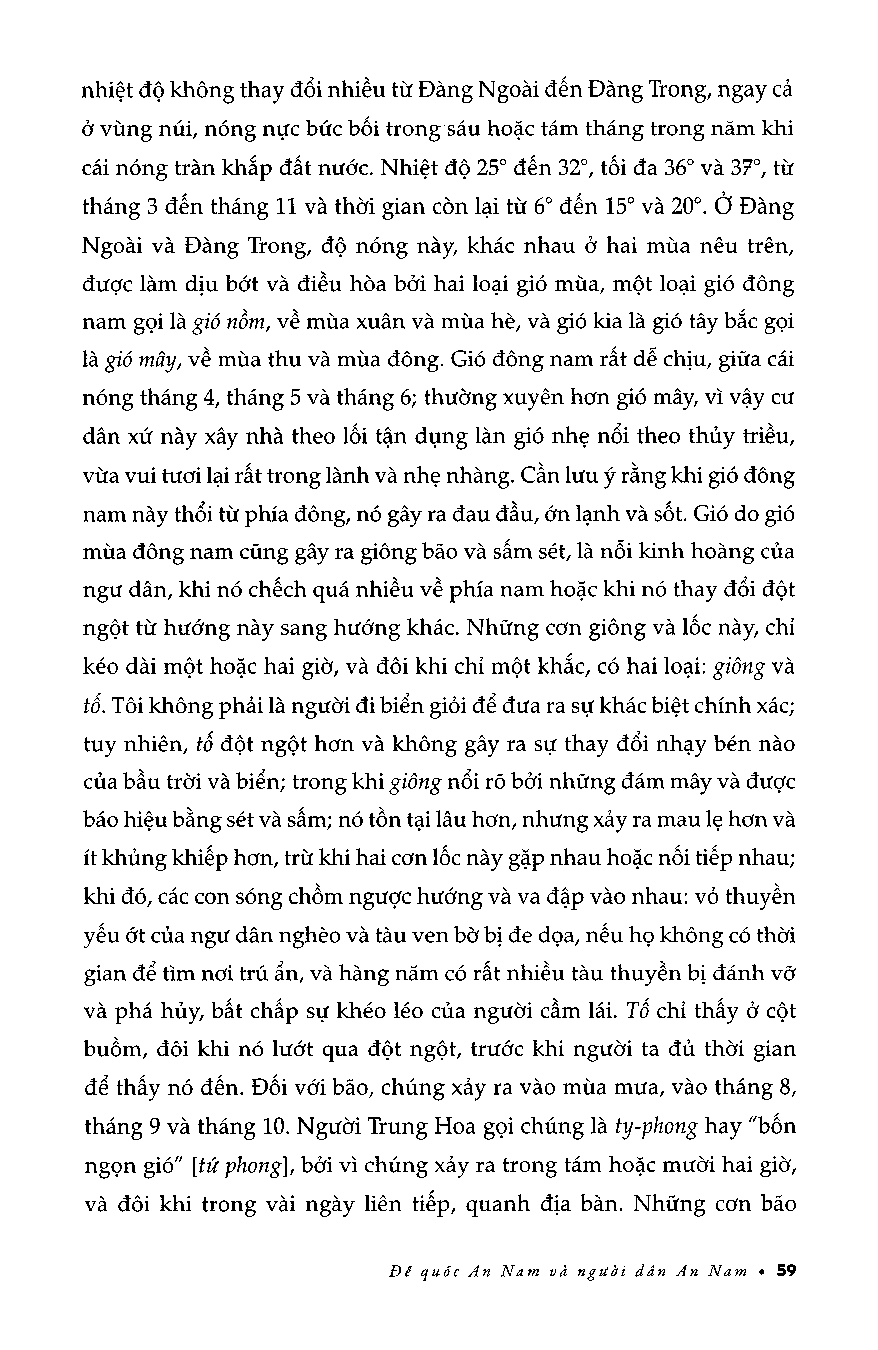 nhiệt độ không thay đổi nhiều từ Đàng Ngoài đến Đàng Trong, ngay cả
ở vùng núi, nóng nực bức bối trong sáu hoặc tám tháng trong năm khi
cái nóng tràn khắp đất nước. Nhiệt độ 25° đến 32°, tối đa 36° và 37°, từ
tháng 3 đến tháng 11 và thời gian còn lại từ 6° đến 15° và 20°. Ở Đàng
Ngoài và Đàng Trong, độ nóng này, khác nhau ở hai mùa nêu trên,
được làm dịu bớt và điều hòa bởi hai loại gió mùa, một loại gió đông
nam gọi là gió nồm, về mùa xuân và mùa hè, và gió kia là gió tây bắc gọi
là gió mây, về mùa thu và mùa đông. Gió đông nam rất dễ chịu, giữa cái
nóng tháng 4, tháng 5 và tháng 6; thường xuyên hơn gió mây, vì vậy cư
dân xứ này xây nhà theo lối tận dụng làn gió nhẹ nổi theo thủy triều,
vừa vui tươi lại rất trong lành và nhẹ nhàng. Cần lưu ý rằng khi gió đông
nam này thổi từ phía đông, nó gây ra đau đầu, ớn lạnh và sốt. Gió do gió
mùa đông nam cũng gây ra giông bão và sấm sét, là nỗi kinh hoàng của
ngư dân, khi nó chếch quá nhiều về phía nam hoặc khi nó thay đổi đột
ngột từ hướng này sang hướng khác. Những cơn giông và lốc này, chỉ
kéo dài một hoặc hai giờ, và đôi khi chỉ một khắc, có hai loại: giông và
tố. Tôi không phải là người đi biển giỏi để đưa ra sự khác biệt chính xác;
tuy nhiên, tố đột ngột hơn và không gây ra sự thay đổi nhạy bén nào
của bầu trời và biển; trong khi giông nổi rõ bởi những đám mây và được
báo hiệu bằng sét và sấm; nó tồn tại lâu hơn, nhưng xảy ra mau lẹ hơn và
ít khủng khiếp hơn, trừ khi hai cơn lốc này gặp nhau hoặc nối tiếp nhau;
khi đó, các con sóng chồm ngược hướng và va đập vào nhau: vỏ thuyền
yếu ớt của ngư dân nghèo và tàu ven bờ bị đe dọa, nếu họ không có thời
gian để tìm nơi trú ẩn, và hàng năm có rất nhiều tàu thuyền bị đánh vỡ
và phá hủy, bất chấp sự khéo léo của người cầm lái. Tố chỉ thấy ở cột
buồm, đôi khi nó lướt qua đột ngột, trước khi người ta đủ thời gian
để thấy nó đến. Đối với bão, chúng xảy ra vào mùa mưa, vào tháng 8,
tháng 9 và tháng 10. Người Trung Hoa gọi chúng là ty-phong hay "bốn
ngọn gió" [tứ phong], bởi vì chúng xảy ra trong tám hoặc mười hai giờ,
và đôi khi trong vài ngày liên tiếp, quanh địa bàn. Những cơn bão
Đế quốc An Nam và người dân An Nam • 59